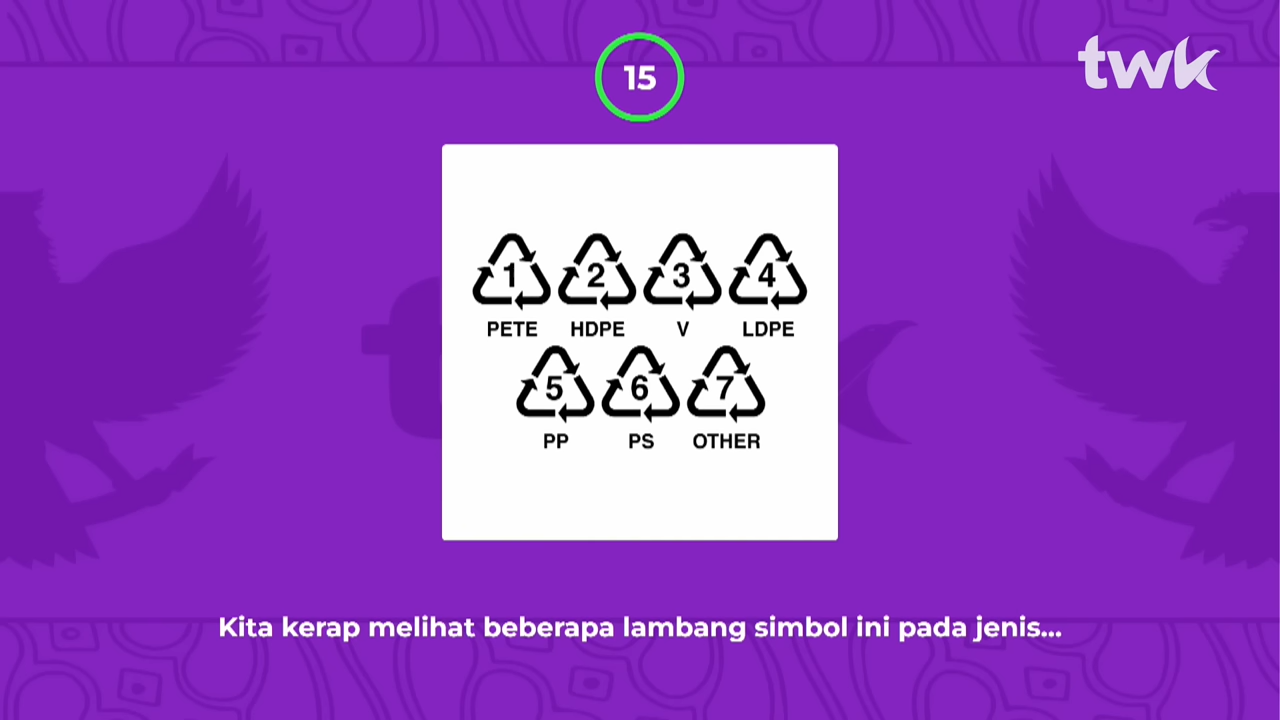 15
twk
1 2 3 4
PETE HDPE V LDPE
5 6 7
PP PS OTHER
Kita kerap melihat beberapa lambang simbol ini pada jenis...